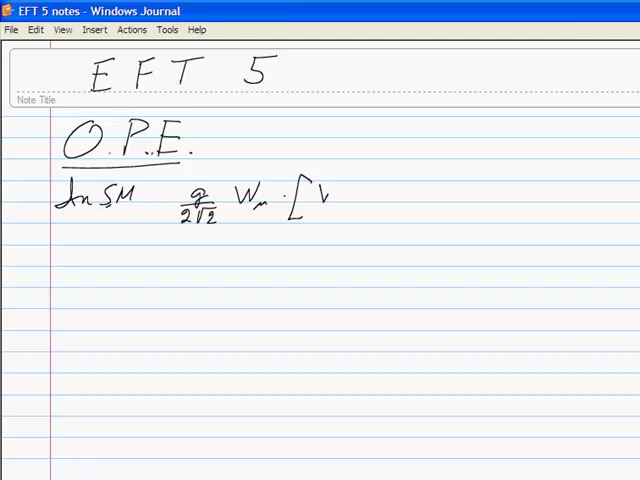 EFT 5 notes - Windows Journal
File Edit View Insert Actions Tools Help
E F T 5
Note Title
O.P.E.
In SM g/2√2 Wμ · [ V